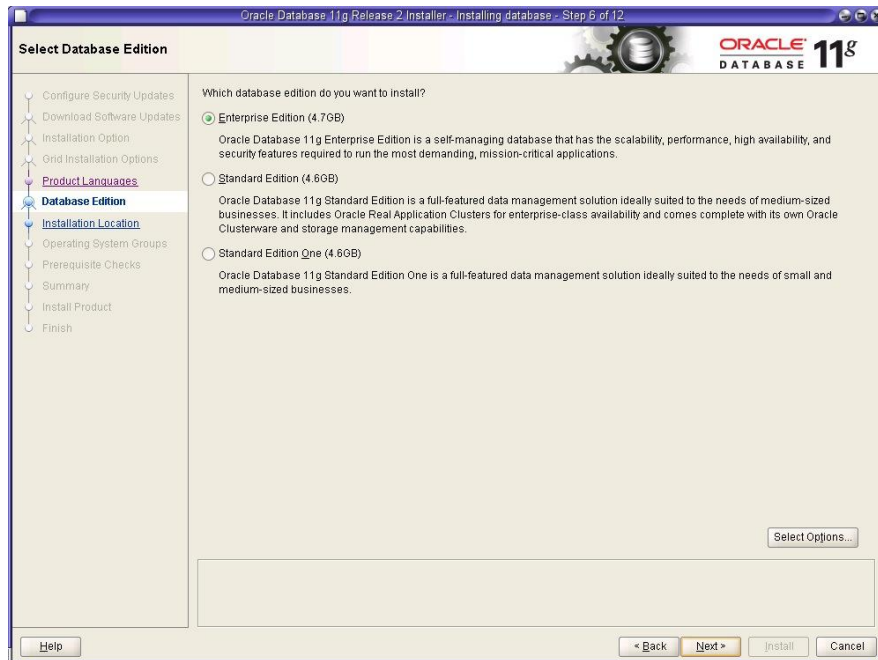 Oracle Database 11g Release 2 Installer - Installing database - Step 6 of 12
Select Database Edition
ORACLE
DATABASE
11g
Configure Security Updates
Download Software Updates
Installation Option
Grid Installation Options
Product Languages
Database Edition
Installation Location
Operating System Groups
Prerequisite Checks
Summary
Install Product
Finish
Which database edition do you want to install?
Enterprise Edition (4.7GB)
Oracle Database 11g Enterprise Edition is a self-managing database that has the scalability, performance, high availability, and
security features required to run the most demanding, mission-critical applications.
Standard Edition (4.6GB)
Oracle Database 11g Standard Edition is a full-featured data management solution ideally suited to the needs of medium-sized
businesses. It includes Oracle Real Application Clusters for enterprise-class availability and comes complete with its own Oracle
Clusterware and storage management capabilities.
Standard Edition One (4.6GB)
Oracle Database 11g Standard Edition One is a full-featured data management solution ideally suited to the needs of small and
medium-sized businesses.
Select Options...
Help
< Back
Next >
Install
Cancel